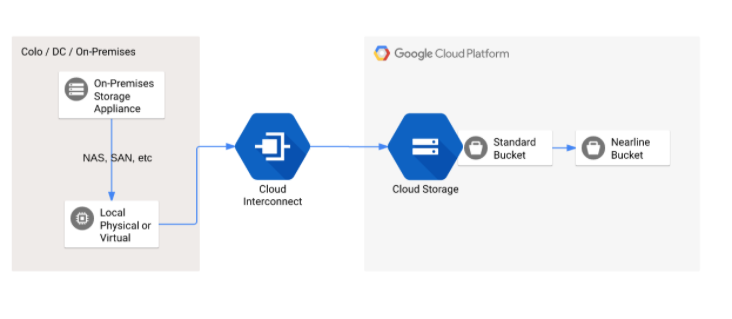 Colo / DC / On-Premises
On-Premises
Storage
Appliance
NAS, SAN, etc
Local
Physical or
Virtual
Cloud
Interconnect
Google Cloud Platform
Cloud Storage
Standard
Bucket
Nearline
Bucket